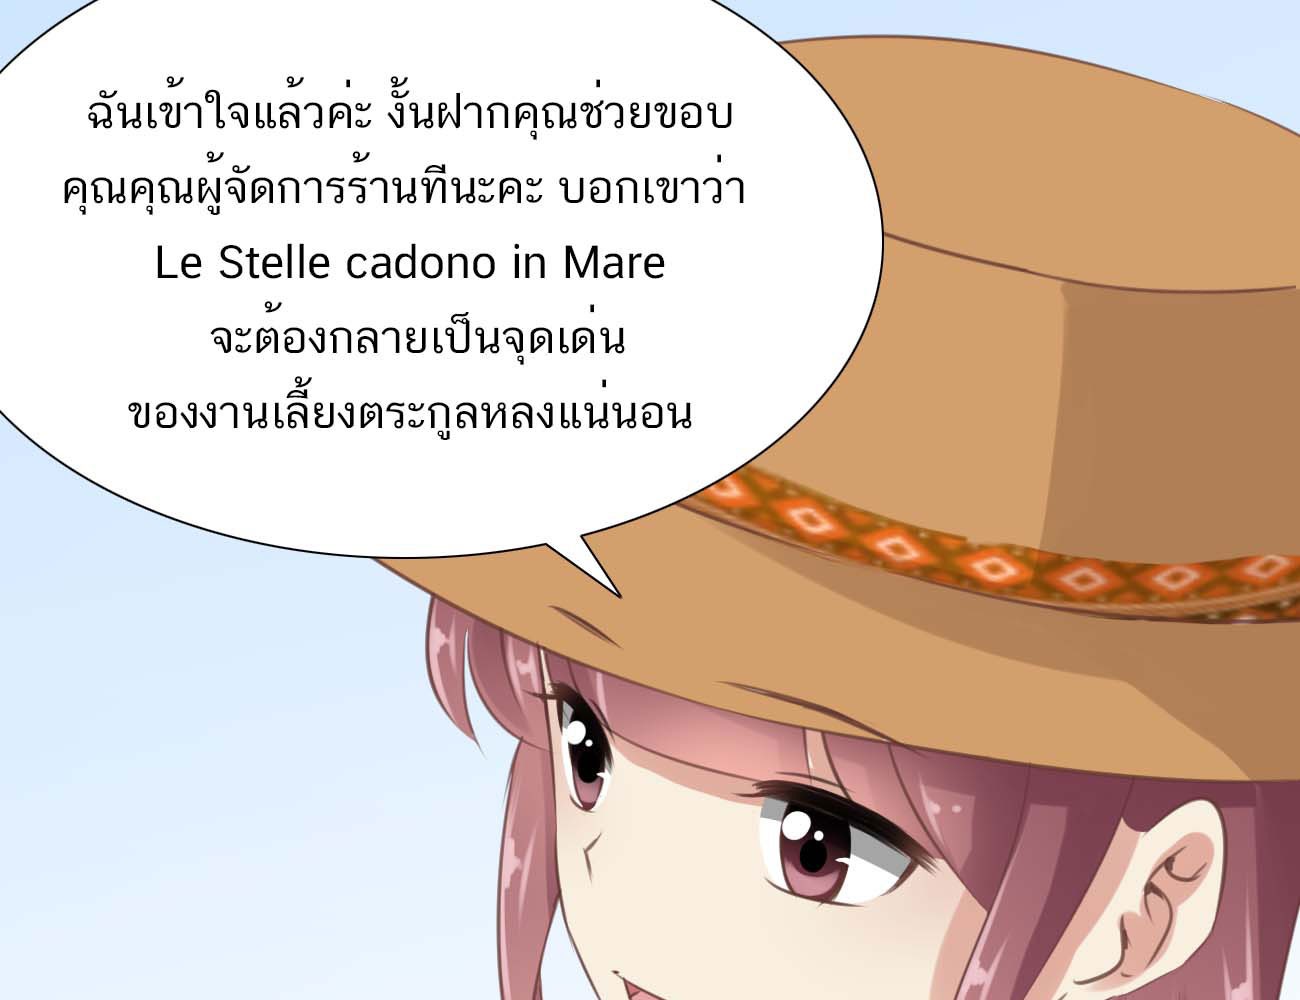 ฉันเข้าใจแล้วค่ะ งั้นฝากคุณช่วยขอบ
คุณคุณผู้จัดการร้านทีนะคะ บอกเขาว่า
Le Stelle cadono in Mare
จะต้องกลายเป็นจุดเด่น
ของงานเลี้ยงตระกูลหลงแน่นอน